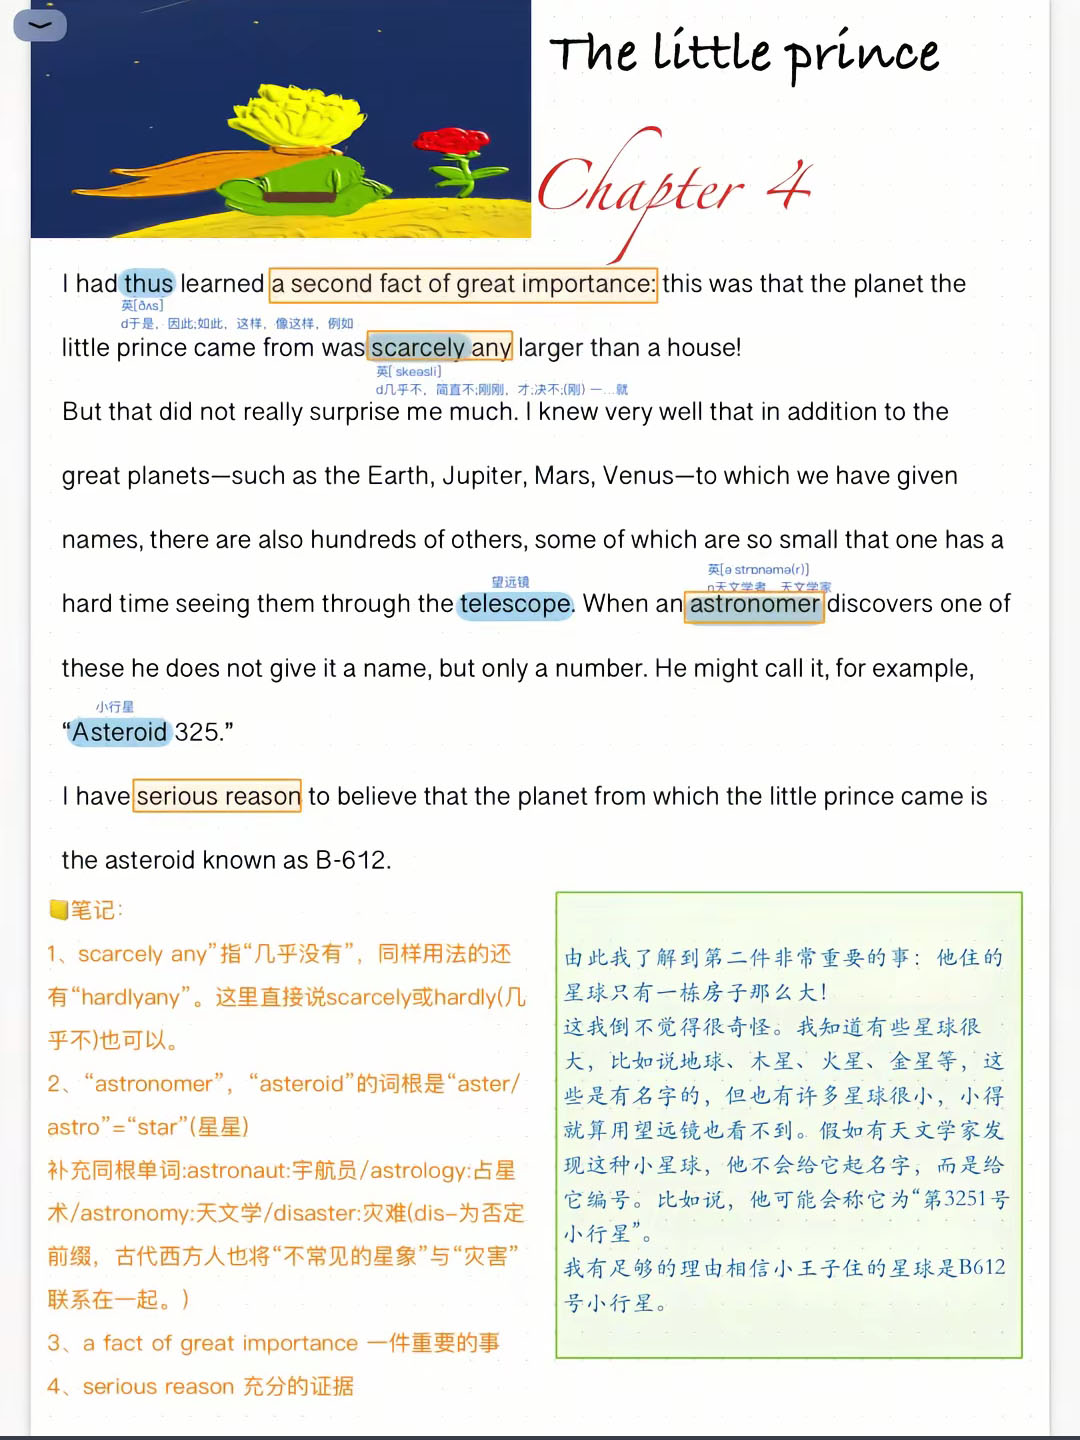 The little prince
Chapter 4
I had thus learned a second fact of great importance: this was that the planet the
英[ðʌs]
d于是，因此;如此，这样，像这样，例如
little prince came from was scarcely any larger than a house!
英[ skeəsli]
d几乎不，简直不;刚刚，才;决不;(刚) 一…就
But that did not really surprise me much. I knew very well that in addition to the
great planets—such as the Earth, Jupiter, Mars, Venus—to which we have given
names, there are also hundreds of others, some of which are so small that one has a
望远镜
英[ə strɒnəmə(r)]
n天文学者，天文学家
hard time seeing them through the telescope. When an astronomer discovers one of
these he does not give it a name, but only a number. He might call it, for example,
小行星
“Asteroid 325.”
I have serious reason to believe that the planet from which the little prince came is
the asteroid known as B-612.
笔记：
1、scarcely any”指“几乎没有”，同样用法的还
有“hardlyany”。这里直接说scarcely或hardly(几
乎不)也可以。
2、“astronomer”，“asteroid”的词根是“aster/
astro”=“star”(星星)
补充同根单词:astronaut:宇航员/astrology:占星
术/astronomy:天文学/disaster:灾难(dis-为否定
前缀，古代西方人也将“不常见的星象”与“灾害”
联系在一起。)
3、a fact of great importance 一件重要的事
4、serious reason 充分的证据
由此我了解到第二件非常重要的事：他住的
星球只有一栋房子那么大！
这我倒不觉得很奇怪。我知道有些星球很
大，比如说地球、木星、火星、金星等，这
些是有名字的，但也有许多星球很小，小得
就算用望远镜也看不到。假如有天文学家发
现这种小星球，他不会给它起名字，而是给
它编号。比如说，他可能会称它为“第3251号
小行星”。
我有足够的理由相信小王子住的星球是B612
号小行星。